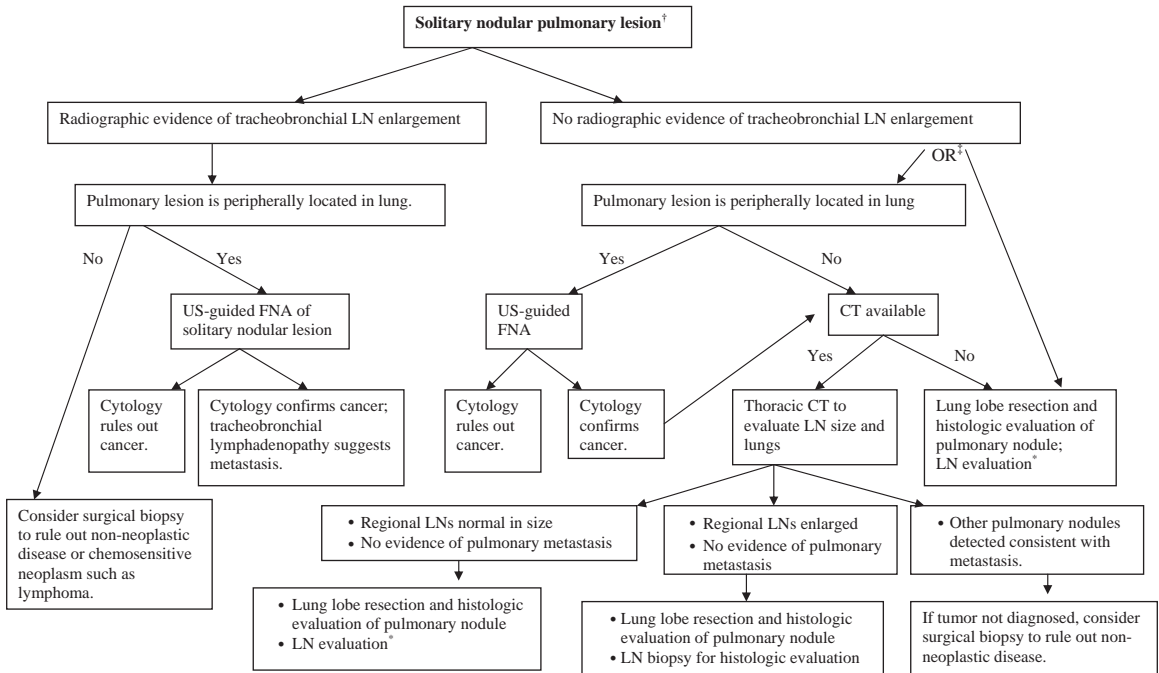 Solitary nodular pulmonary lesion†
Radiographic evidence of tracheobronchial LN enlargement
No radiographic evidence of tracheobronchial LN enlargement
OR‡
Pulmonary lesion is peripherally located in lung.
Pulmonary lesion is peripherally located in lung
No
Yes
Yes
No
US-guided FNA of
solitary nodular lesion
US-guided
FNA
CT available
Yes
No
Cytology
rules out
cancer.
Cytology confirms cancer;
tracheobronchial
lymphadenopathy suggests
metastasis.
Cytology
rules out
cancer.
Cytology
confirms
cancer.
Thoracic CT to
evaluate LN size and
lungs
Lung lobe resection and
histologic evaluation of
pulmonary nodule;
LN evaluation*
Consider surgical biopsy
to rule out non-neoplastic
disease or chemosensitive
neoplasm such as
lymphoma.
• Regional LNs normal in size
• No evidence of pulmonary metastasis
• Regional LNs enlarged
• No evidence of pulmonary
metastasis
• Other pulmonary nodules
detected consistent with
metastasis.
• Lung lobe resection and histologic
evaluation of pulmonary nodule
• LN evaluation*
• Lung lobe resection and histologic
evaluation of pulmonary nodule
• LN biopsy for histologic evaluation
If tumor not diagnosed, consider
surgical biopsy to rule out non-
neoplastic disease.